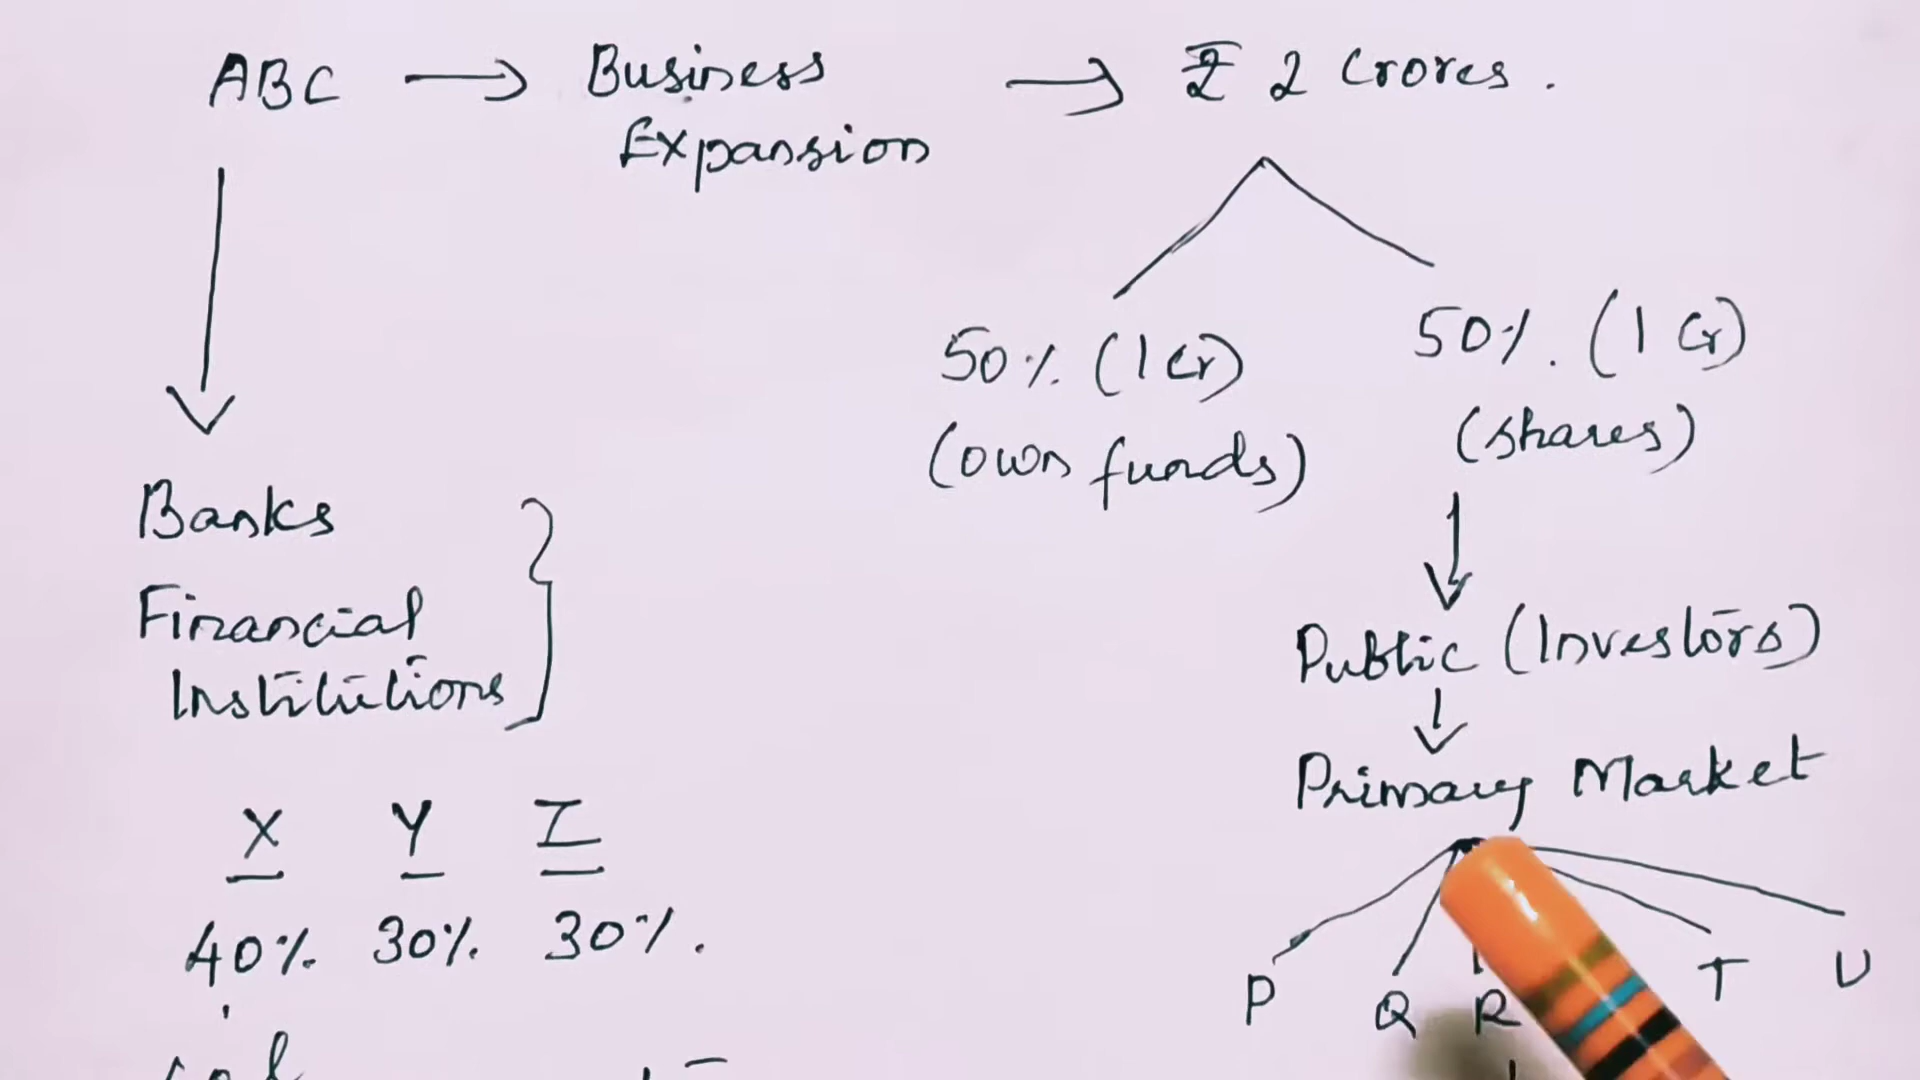 ABC → Business → ₹ 2 Crores.
Expansion
50% (1 Cr)
(own funds)
50%. (1 Cr)
(shares)
Banks
Financial
Institutions
Public (Investors)
Primary Market
X Y Z
40%. 30%. 30%.
P Q R T U